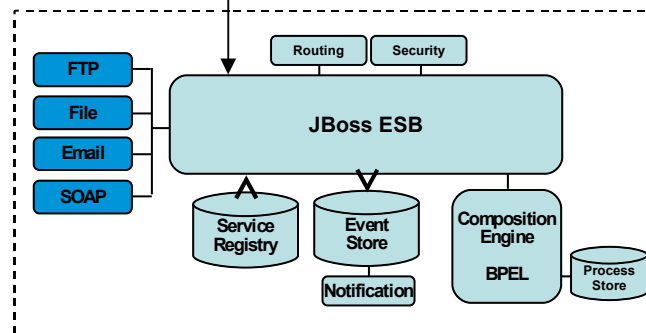 Routing
Security
FTP
File
Email
SOAP
JBoss ESB
Service
Registry
Event
Store
Notification
Composition
Engine
BPEL
Process
Store